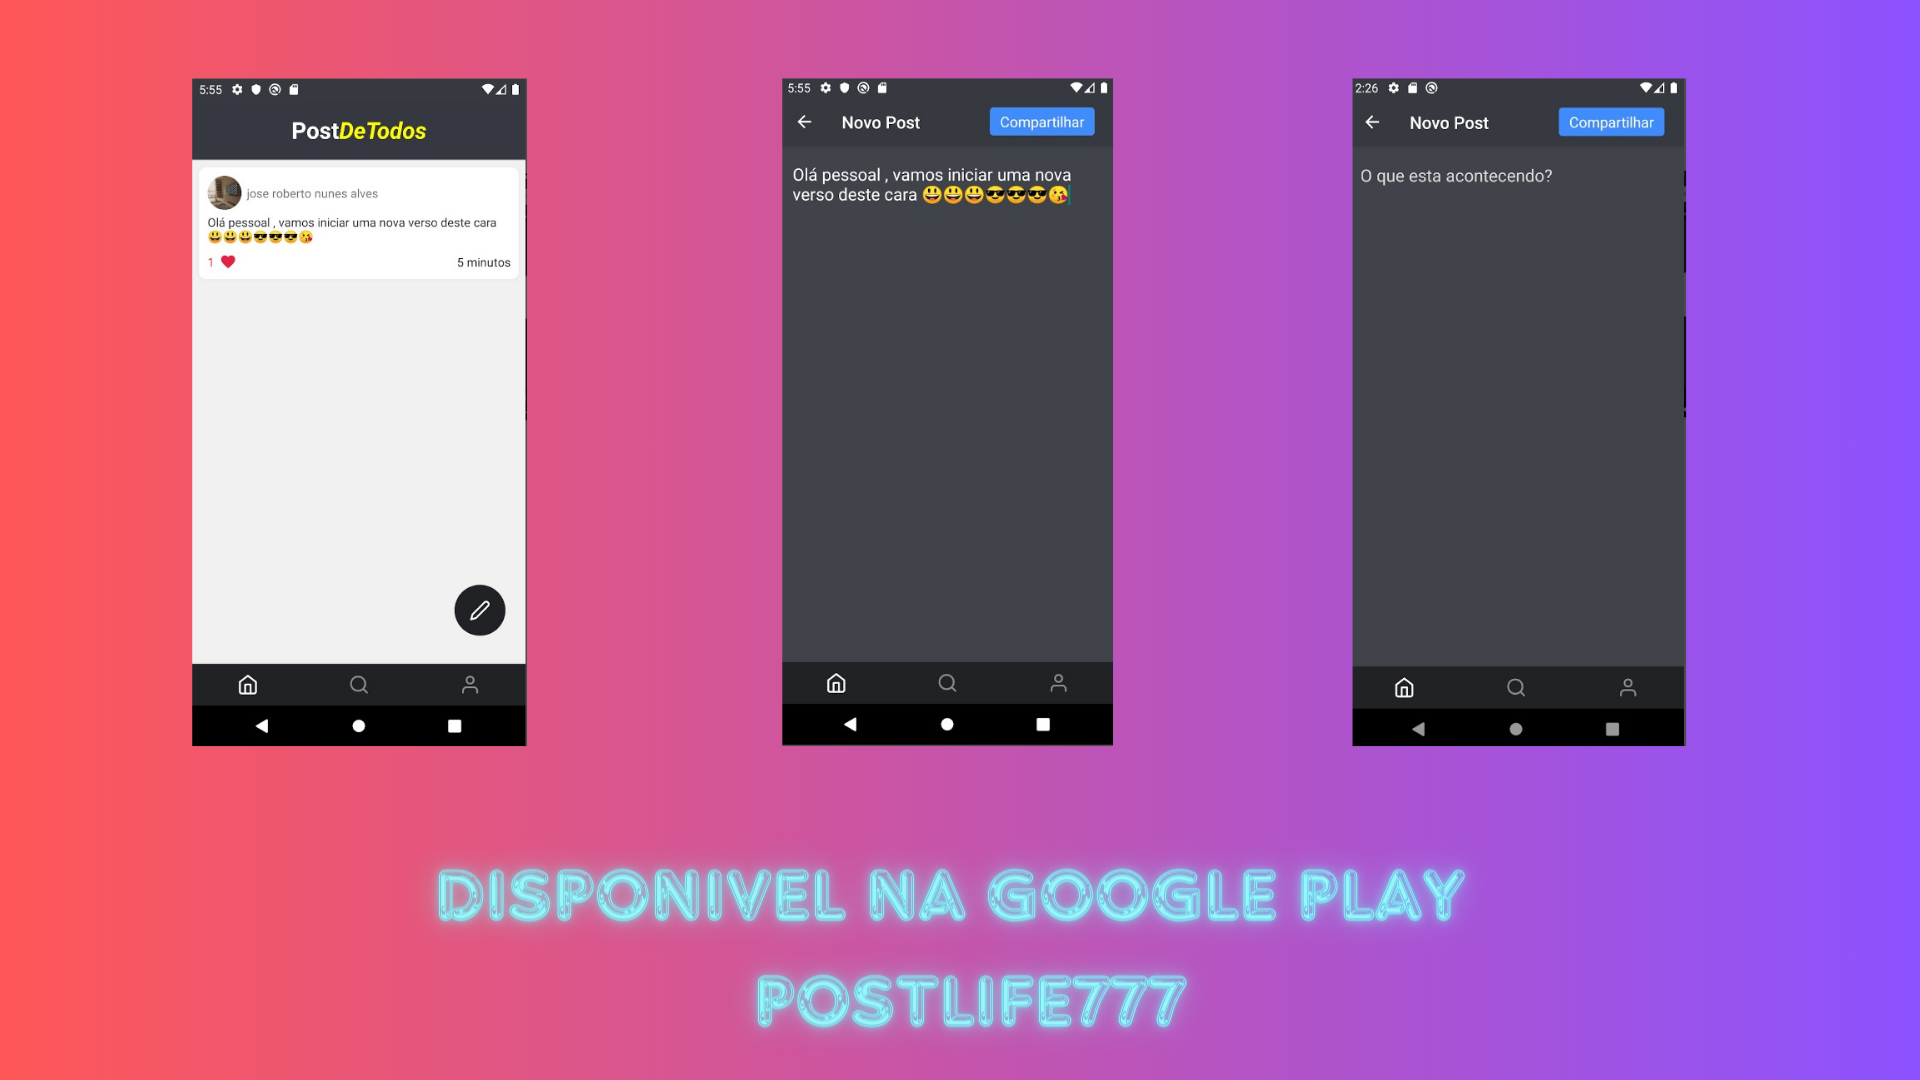 5:55
PostDeTodos
jose roberto nunes alves
Olá pessoal , vamos iniciar uma nova verso deste cara
😃😃😃😎😎😎😘
1 ❤
5 minutos
5:55
Novo Post
Compartilhar
Olá pessoal , vamos iniciar uma nova
verso deste cara 😃😃😃😎😎😎😘
2:26
Novo Post
Compartilhar
O que esta acontecendo?
DISPONIVEL NA GOOGLE PLAY
POSTLIFE777